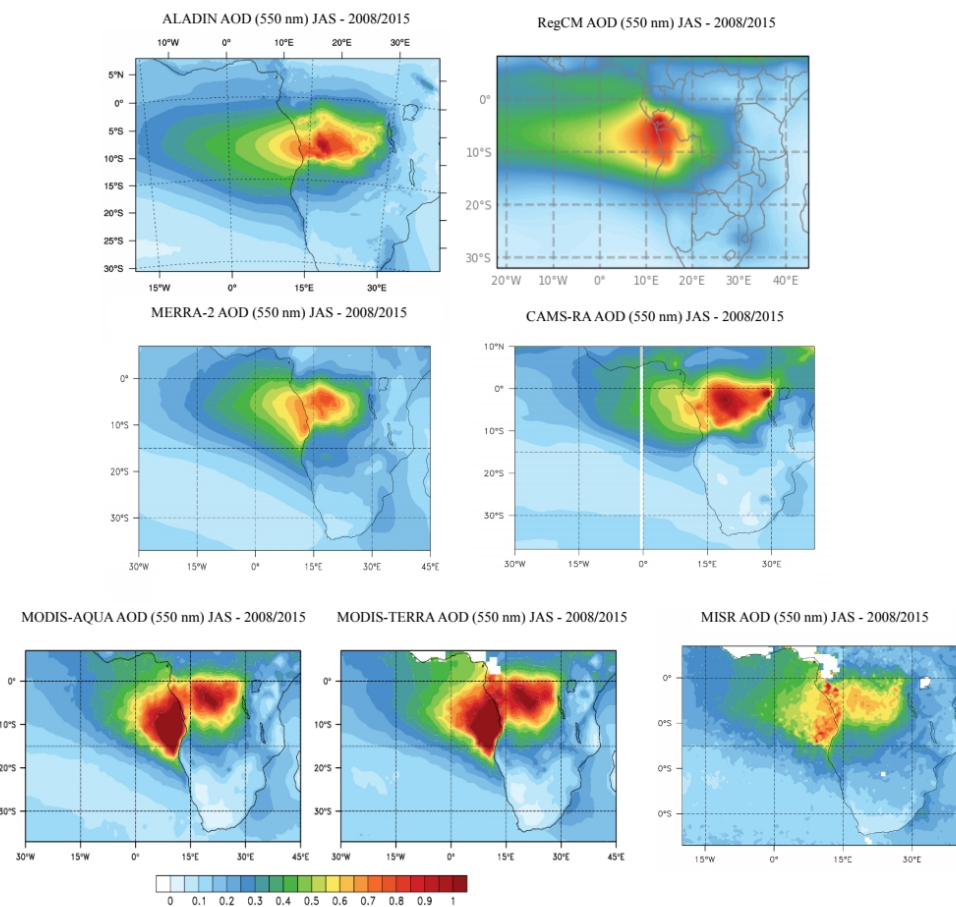 ALADIN AOD (550 nm) JAS - 2008/2015
10°W 0° 10°E 20°E 30°E
5°N
0°
5°S
10°S
15°S
20°S
25°S
30°S
15°W 0° 15°E 30°E
RegCM AOD (550 nm) JAS - 2008/2015
0°
10°S
20°S
30°S
20°W 10°W 0° 10°E 20°E 30°E 40°E
MERRA-2 AOD (550 nm) JAS - 2008/2015
0°
10°S
20°S
30°S
30°W 15°W 0° 15°E 30°E 45°E
CAMS-RA AOD (550 nm) JAS - 2008/2015
10°N
0°
10°S
20°S
30°S
30°W 15°W 0° 15°E 30°E
MODIS-AQUA AOD (550 nm) JAS - 2008/2015
0°
10°S
20°S
30°S
30°W 15°W 0° 15°E 30°E 45°E
MODIS-TERRA AOD (550 nm) JAS - 2008/2015
0°
10°S
20°S
30°S
30°W 15°W 0° 15°E 30°E 45°E
MISR AOD (550 nm) JAS - 2008/2015
0°
0°S
0°S
0°S
15°W 0° 15°E 30°E
0 0.1 0.2 0.3 0.4 0.5 0.6 0.7 0.8 0.9 1